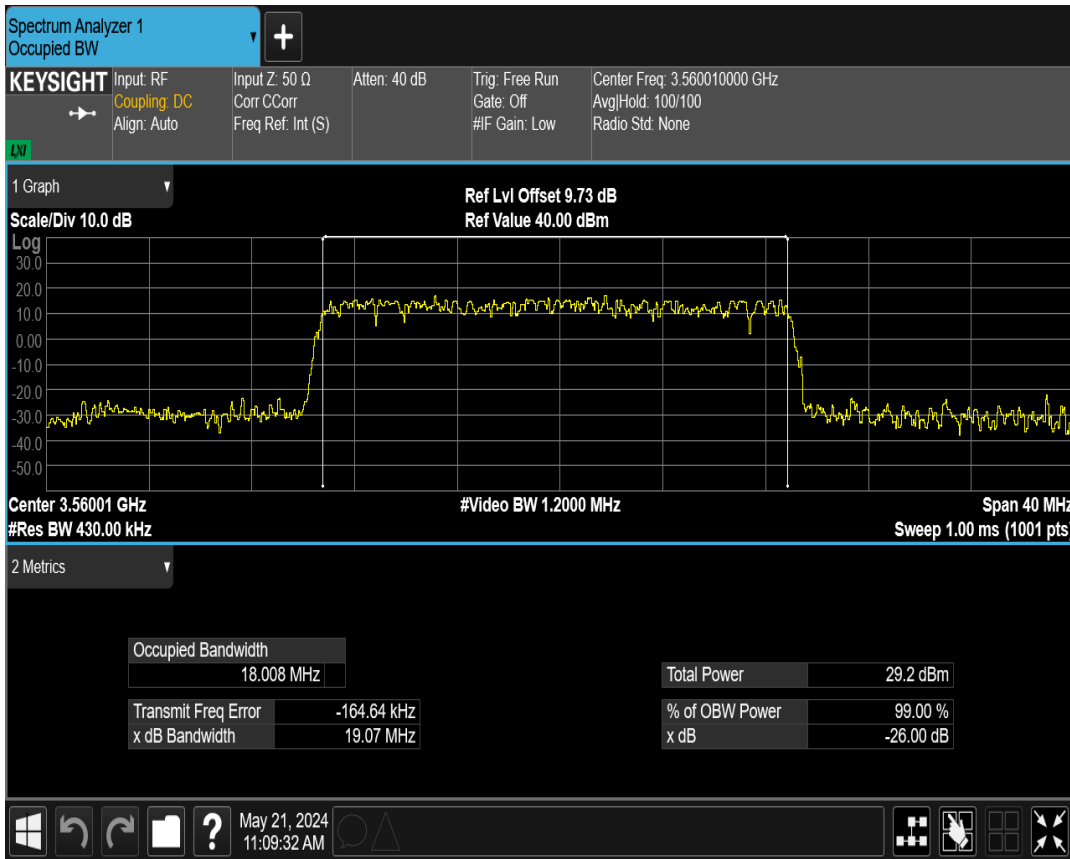 Spectrum Analyzer 1
Occupied BW
+
KEYSIGHT
LXI
Input: RF
Coupling: DC
Align: Auto
Input Z: 50 Ω
Corr CCorr
Freq Ref: Int (S)
Atten: 40 dB
Trig: Free Run
Gate: Off
#IF Gain: Low
Center Freq: 3.560010000 GHz
Avg|Hold: 100/100
Radio Std: None
1 Graph
Scale/Div 10.0 dB
Ref Lvl Offset 9.73 dB
Ref Value 40.00 dBm
Log
30.0
20.0
10.0
0.00
-10.0
-20.0
-30.0
-40.0
-50.0
Center 3.56001 GHz
#Video BW 1.2000 MHz
Span 40 MHz
#Res BW 430.00 kHz
Sweep 1.00 ms (1001 pts)
2 Metrics
Occupied Bandwidth
18.008 MHz
Transmit Freq Error -164.64 kHz
x dB Bandwidth 19.07 MHz
Total Power 29.2 dBm
% of OBW Power 99.00 %
x dB -26.00 dB
?
May 21, 2024
11:09:32 AM